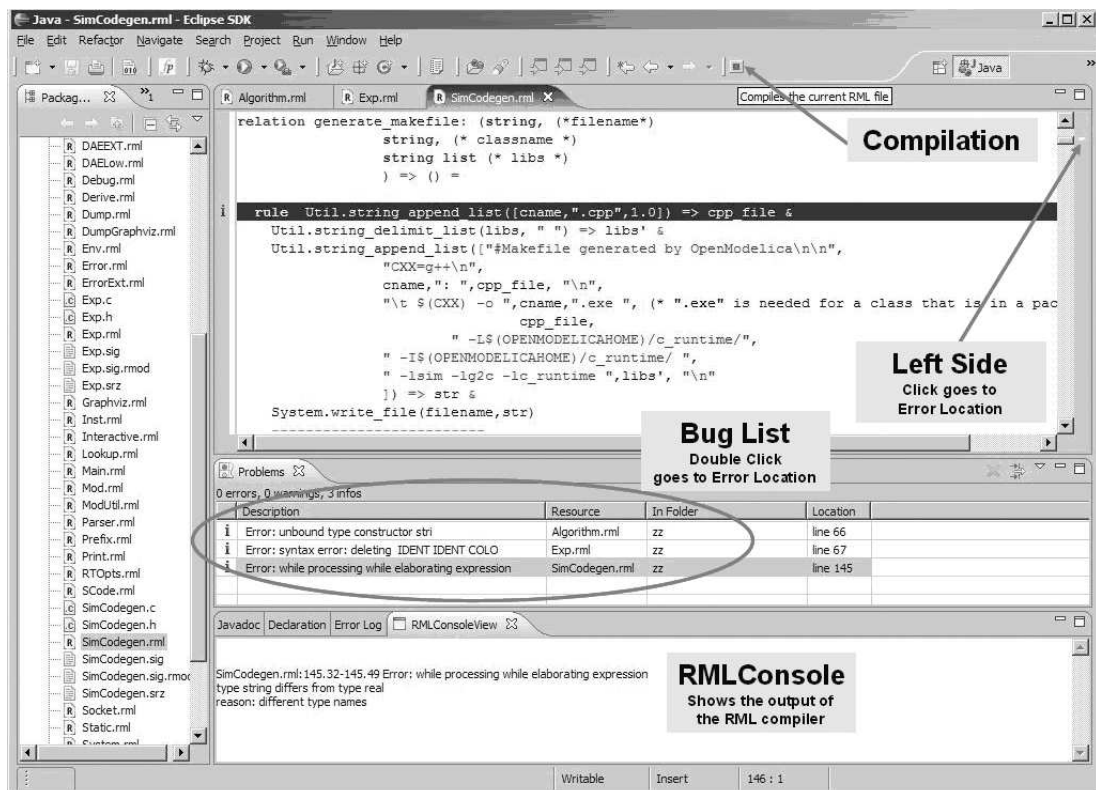 Java - SimCodegen.rml - Eclipse SDK
File Edit Refactor Navigate Search Project Run Window Help
Java
Packag...
Algorithm.rml
Exp.rml
SimCodegen.rml
Compiles the current RML file
Compilation
DAEEXT.rml
DAELow.rml
Debug.rml
Derive.rml
Dump.rml
DumpGraphviz.rml
Env.rml
Error.rml
ErrorExt.rml
Exp.c
Exp.h
Exp.rml
Exp.sig
Exp.sig.rmod
Exp.srz
Graphviz.rml
Inst.rml
Interactive.rml
Lookup.rml
Main.rml
Mod.rml
ModUtil.rml
Parser.rml
Prefix.rml
Print.rml
RTOpts.rml
SCode.rml
SimCodegen.c
SimCodegen.h
SimCodegen.rml
SimCodegen.sig
SimCodegen.sig.rmod
SimCodegen.srz
Socket.rml
Static.rml
System.rml
relation generate_makefile: (string, (*filename*)
string, (* classname *)
string list (* libs *)
) => () =
rule Util.string_append_list([cname,".cpp",1.0]) => cpp_file &
Util.string_delimit_list(libs, " ") => libs' &
Util.string_append_list(["#Makefile generated by OpenModelica\n\n",
"CXX=g++\n",
cname,": ",cpp_file, "\n",
"\t $(CXX) -o ",cname,".exe ", (* ".exe" is needed for a class that is in a pac
cpp_file,
" -L$(OPENMODELICAHOME)/c_runtime/",
" -I$(OPENMODELICAHOME)/c_runtime/ ",
" -lsim -lg2c -lc_runtime ",libs', "\n"
]) => str &
System.write_file(filename,str)
-------------------------
Left Side
Click goes to
Error Location
Bug List
Double Click
goes to Error Location
Problems
0 errors, 0 warnings, 3 infos
Description Resource In Folder Location
Error: unbound type constructor stri Algorithm.rml zz line 66
Error: syntax error: deleting IDENT IDENT COLO Exp.rml zz line 67
Error: while processing while elaborating expression SimCodegen.rml zz line 145
Javadoc Declaration Error Log RMLConsoleView
SimCodegen.rml:145.32-145.49 Error: while processing while elaborating expression
type string differs from type real
reason: different type names
RMLConsole
Shows the output of
the RML compiler
Writable Insert 146 : 1